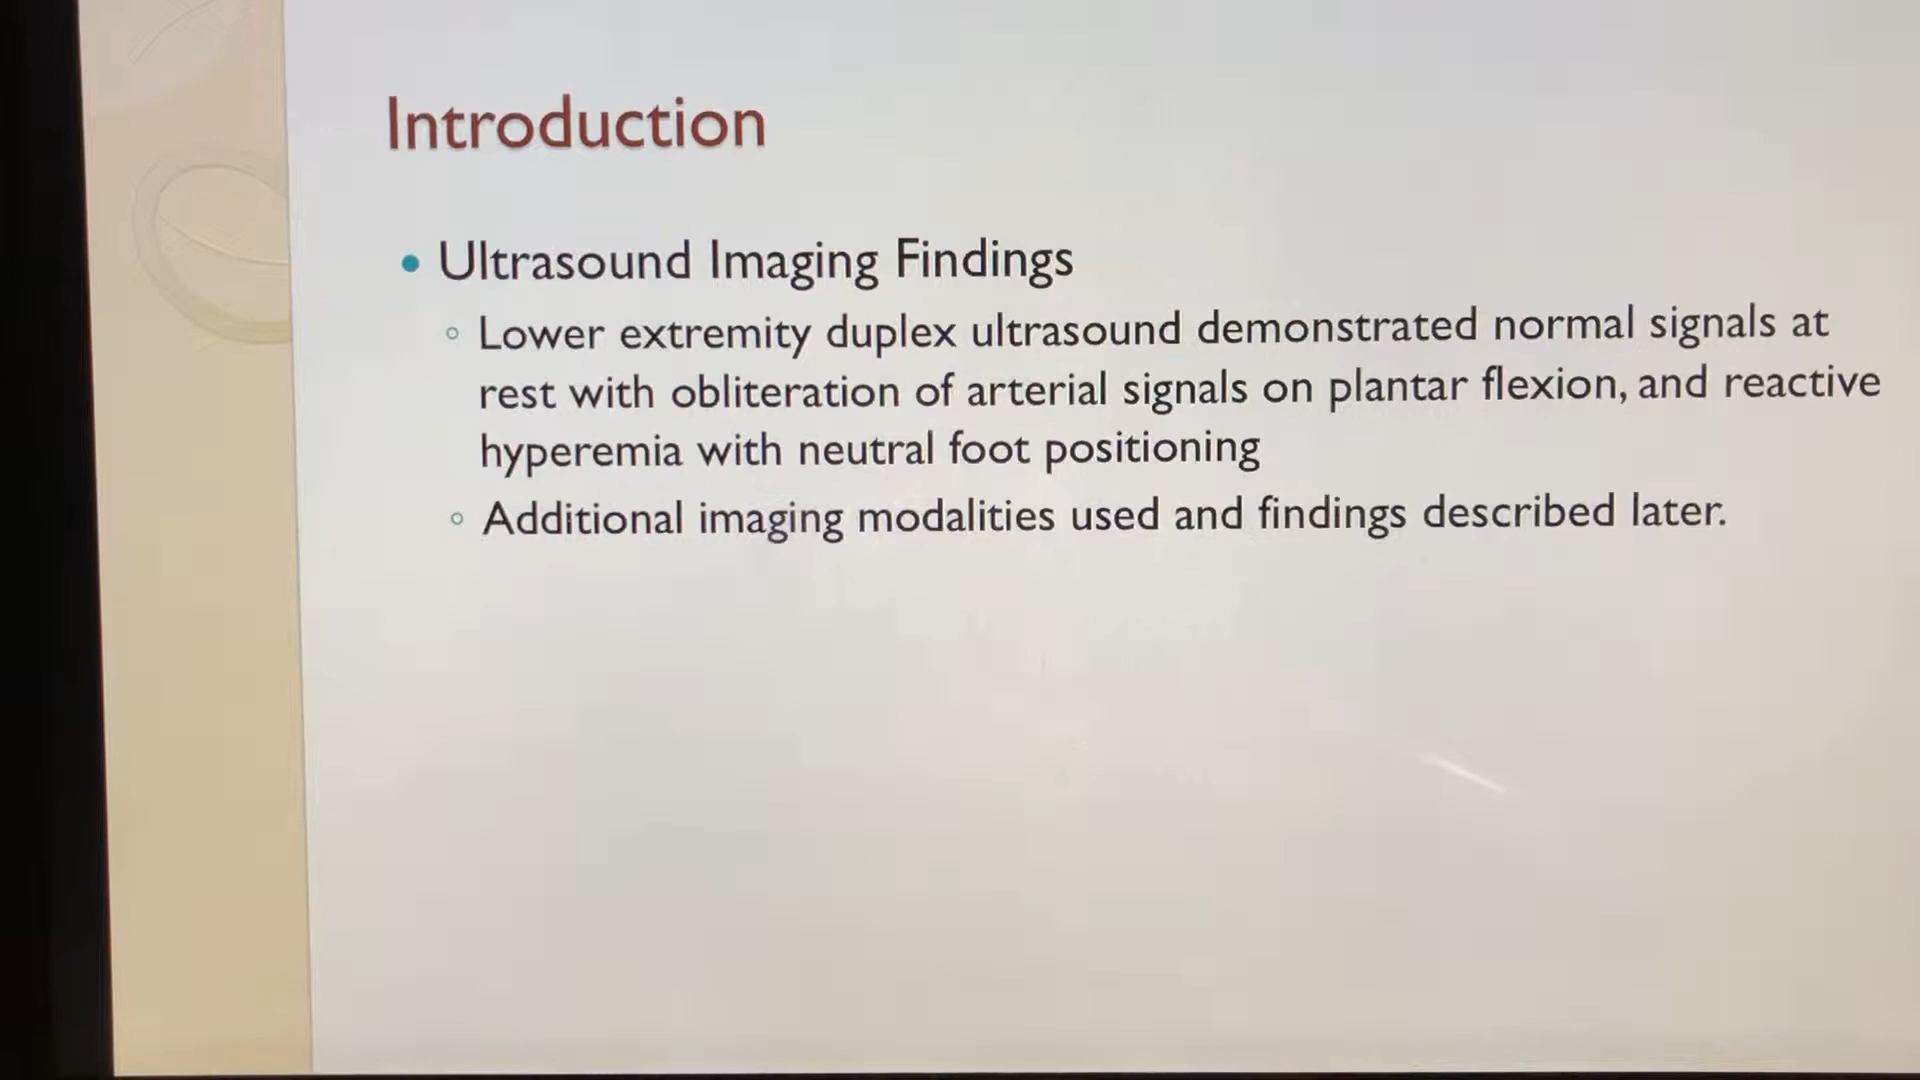 Introduction
• Ultrasound Imaging Findings
◦ Lower extremity duplex ultrasound demonstrated normal signals at
rest with obliteration of arterial signals on plantar flexion, and reactive
hyperemia with neutral foot positioning
◦ Additional imaging modalities used and findings described later.